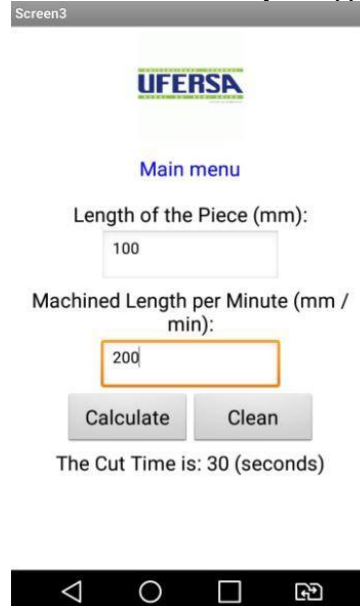 Screen3
UFERSA
Main menu
Length of the Piece (mm):
100
Machined Length per Minute (mm /
min):
200
Calculate Clean
The Cut Time is: 30 (seconds)